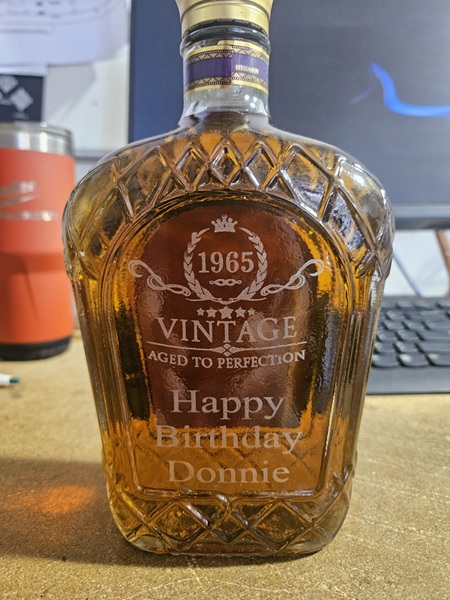 1965
VINTAGE
AGED TO PERFECTION
Happy
Birthday
Donnie